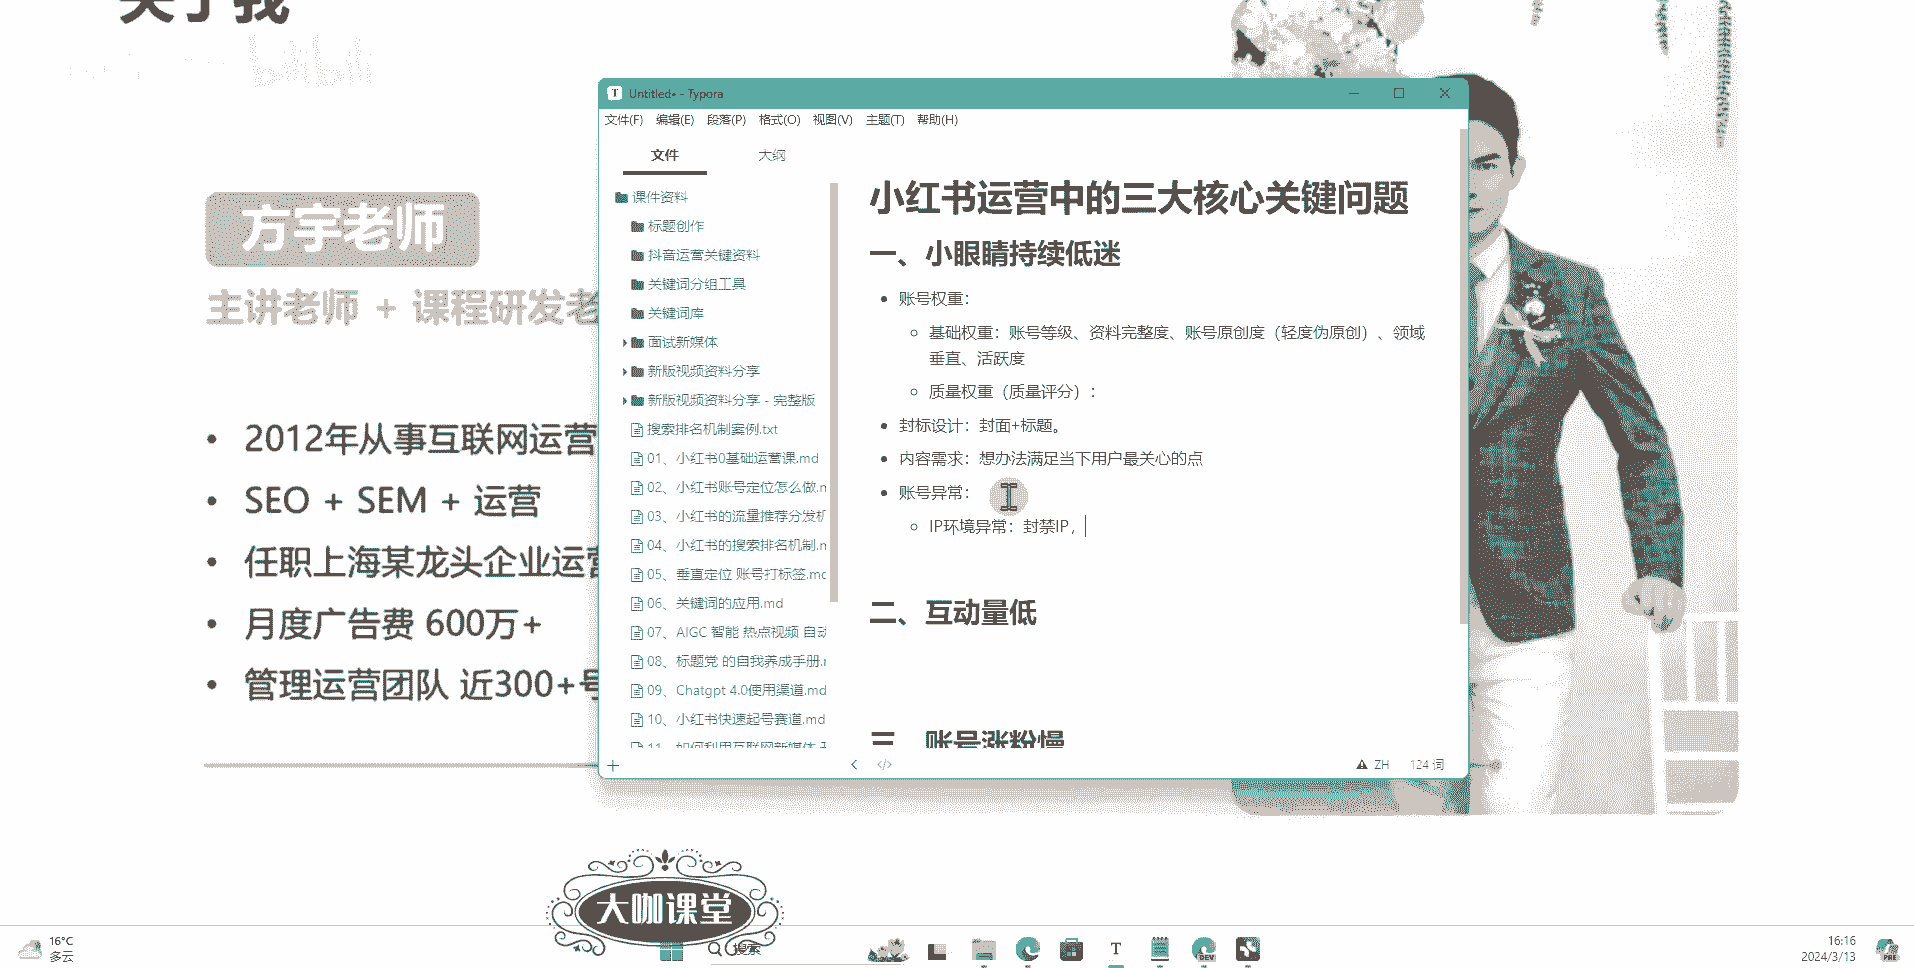 关于我
bilibili
方宇老师
主讲老师 + 课程研发老
2012年从事互联网运营
SEO + SEM + 运营
任职上海某龙头企业运营
月度广告费 600万+
管理运营团队 近300+号
Untitled• - Typora
文件(F) 编辑(E) 段落(P) 格式(O) 视图(V) 主题(T) 帮助(H)
文件 大纲
课件资料
标题创作
抖音运营关键资料
关键词分组工具
关键词库
面试新媒体
新版视频资料分享
新版视频资料分享 - 完整版
搜索排名机制案例.txt
01、小红书0基础运营课.md
02、小红书账号定位怎么做.m
03、小红书的流量推荐分发机
04、小红书的搜索排名机制.m
05、垂直定位 账号打标签.md
06、关键词的应用.md
07、AIGC 智能 热点视频 自动
08、标题党 的自我养成手册.m
09、Chatgpt 4.0使用渠道.md
10、小红书快速起号赛道.md
11、如何利用互联网新媒体
小红书运营中的三大核心关键问题
一、小眼睛持续低迷
账号权重：
基础权重：账号等级、资料完整度、账号原创度（轻度伪原创）、领域
垂直、活跃度
质量权重（质量评分）：
封标设计：封面+标题。
内容需求：想办法满足当下用户最关心的点
账号异常：
IP环境异常：封禁IP，
二、互动量低
三、账号涨粉慢
ZH 124 词
大咖课堂
16°C
多云
搜索
16:16
2024/3/13